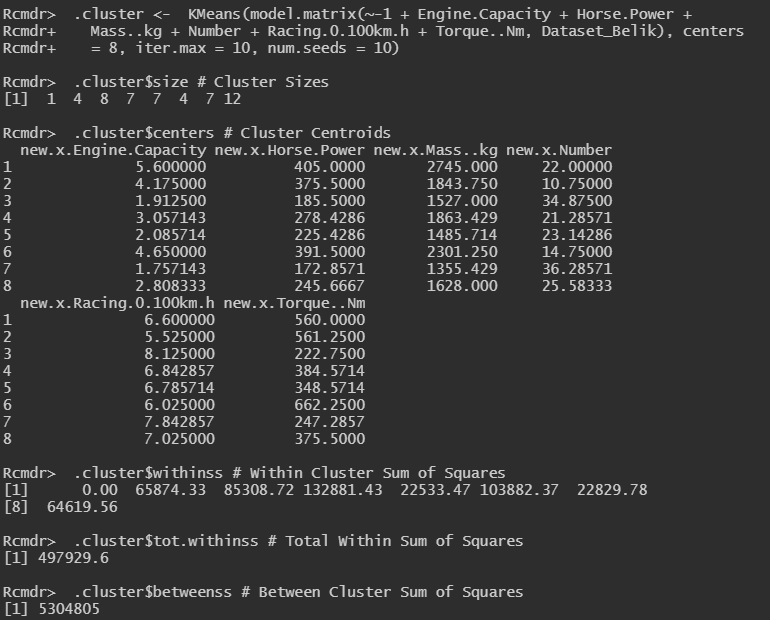 Rcmdr>  .cluster <-  KMeans(model.matrix(~-1 + Engine.Capacity + Horse.Power +
Rcmdr+    Mass..kg + Number + Racing.0.100km.h + Torque..Nm, Dataset_Belik), centers
Rcmdr+    = 8, iter.max = 10, num.seeds = 10)
Rcmdr>  .cluster$size # Cluster Sizes
[1]  1  4  8  7  7  4  7 12
Rcmdr>  .cluster$centers # Cluster Centroids
  new.x.Engine.Capacity new.x.Horse.Power new.x.Mass..kg new.x.Number
1              5.600000          405.0000       2745.000     22.00000
2              4.175000          375.5000       1843.750     10.75000
3              1.912500          185.5000       1527.000     34.87500
4              3.057143          278.4286       1863.429     21.28571
5              2.085714          225.4286       1485.714     23.14286
6              4.650000          391.5000       2301.250     14.75000
7              1.757143          172.8571       1355.429     36.28571
8              2.808333          245.6667       1628.000     25.58333
  new.x.Racing.0.100km.h new.x.Torque..Nm
1               6.600000         560.0000
2               5.525000         561.2500
3               8.125000         222.7500
4               6.842857         384.5714
5               6.785714         348.5714
6               6.025000         662.2500
7               7.842857         247.2857
8               7.025000         375.5000
Rcmdr>  .cluster$withinss # Within Cluster Sum of Squares
[1]      0.00  65874.33  85308.72 132881.43  22533.47 103882.37  22829.78
[8]  64619.56
Rcmdr>  .cluster$tot.withinss # Total Within Sum of Squares
[1] 497929.6
Rcmdr>  .cluster$betweenss # Between Cluster Sum of Squares
[1] 5304805